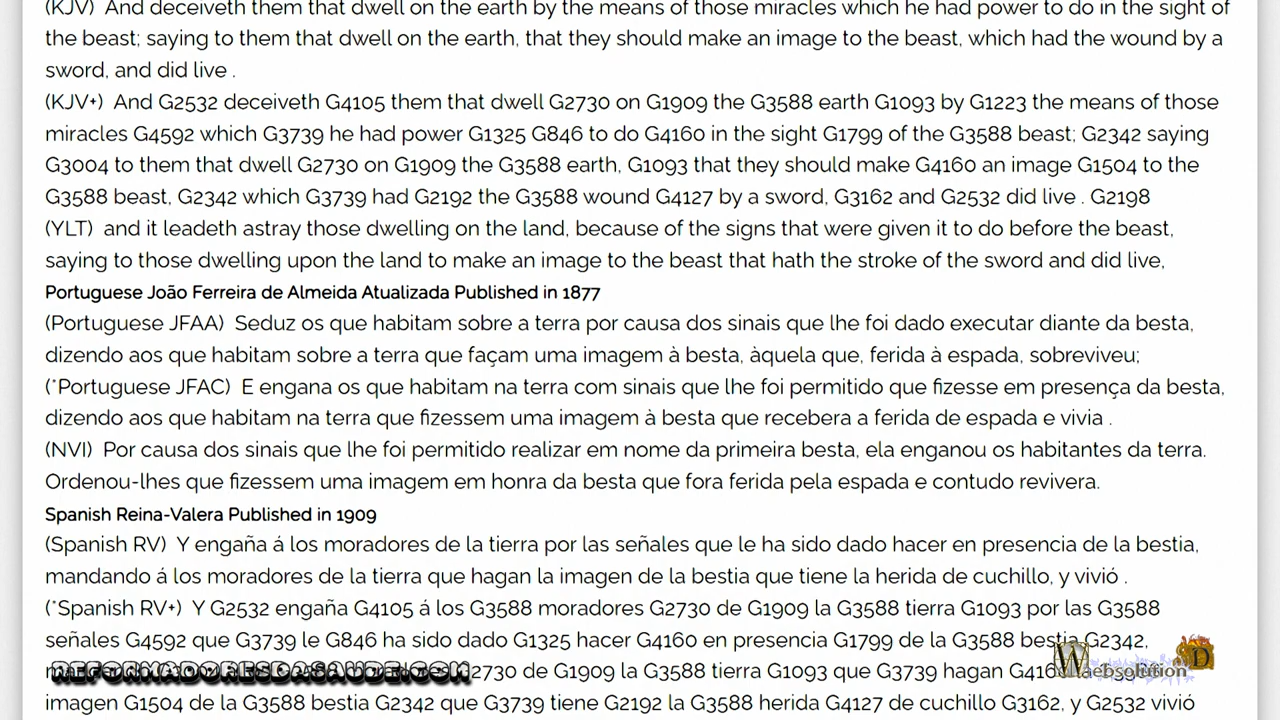 (KJV) And deceiveth them that dwell on the earth by the means of those miracles which he had power to do in the sight of
the beast; saying to them that dwell on the earth, that they should make an image to the beast, which had the wound by a
sword, and did live .
(KJV+) And G2532 deceiveth G4105 them that dwell G2730 on G1909 the G3588 earth G1093 by G1223 the means of those
miracles G4592 which G3739 he had power G1325 G846 to do G4160 in the sight G1799 of the G3588 beast; G2342 saying
G3004 to them that dwell G2730 on G1909 the G3588 earth, G1093 that they should make G4160 an image G1504 to the
G3588 beast, G2342 which G3739 had G2192 the G3588 wound G4127 by a sword, G3162 and G2532 did live . G2198
(YLT) and it leadeth astray those dwelling on the land, because of the signs that were given it to do before the beast,
saying to those dwelling upon the land to make an image to the beast that hath the stroke of the sword and did live,
Portuguese João Ferreira de Almeida Atualizada Published in 1877
(Portuguese JFAA) Seduz os que habitam sobre a terra por causa dos sinais que lhe foi dado executar diante da besta,
dizendo aos que habitam sobre a terra que façam uma imagem à besta, àquela que, ferida à espada, sobreviveu;
(*Portuguese JFAC) E engana os que habitam na terra com sinais que lhe foi permitido que fizesse em presença da besta,
dizendo aos que habitam na terra que fizessem uma imagem à besta que recebera a ferida de espada e vivia .
(NVI) Por causa dos sinais que lhe foi permitido realizar em nome da primeira besta, ela enganou os habitantes da terra.
Ordenou-lhes que fizessem uma imagem em honra da besta que fora ferida pela espada e contudo revivera.
Spanish Reina-Valera Published in 1909
(Spanish RV) Y engaña á los moradores de la tierra por las señales que le ha sido dado hacer en presencia de la bestia,
mandando á los moradores de la tierra que hagan la imagen de la bestia que tiene la herida de cuchillo, y vivió .
(*Spanish RV+) Y G2532 engaña G4105 á los G3588 moradores G2730 de G1909 la G3588 tierra G1093 por las G3588
señales G4592 que G3739 le G846 ha sido dado G1325 hacer G4160 en presencia G1799 de la G3588 bestia G2342,
REFORMADORESDASAUDE.COM G2730 de G1909 la G3588 tierra G1093 que G3739 hagan Websolution D
imagen G1504 de la G3588 bestia G2342 que G3739 tiene G2192 la G3588 herida G4127 de cuchillo G3162, y G2532 vivió